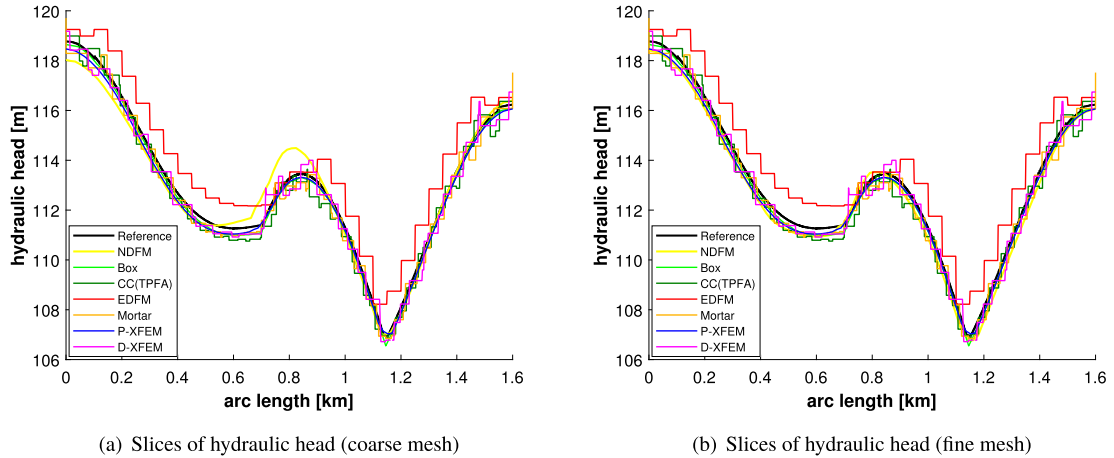 120
118
116
114
112
110
108
106
hydraulic head [m]
Reference
NDFM
Box
CC(TPFA)
EDFM
Mortar
P-XFEM
D-XFEM
0 0.2 0.4 0.6 0.8 1 1.2 1.4 1.6
arc length [km]
(a) Slices of hydraulic head (coarse mesh)
120
118
116
114
112
110
108
106
hydraulic head [m]
Reference
NDFM
Box
CC(TPFA)
EDFM
Mortar
P-XFEM
D-XFEM
0 0.2 0.4 0.6 0.8 1 1.2 1.4 1.6
arc length [km]
(b) Slices of hydraulic head (fine mesh)